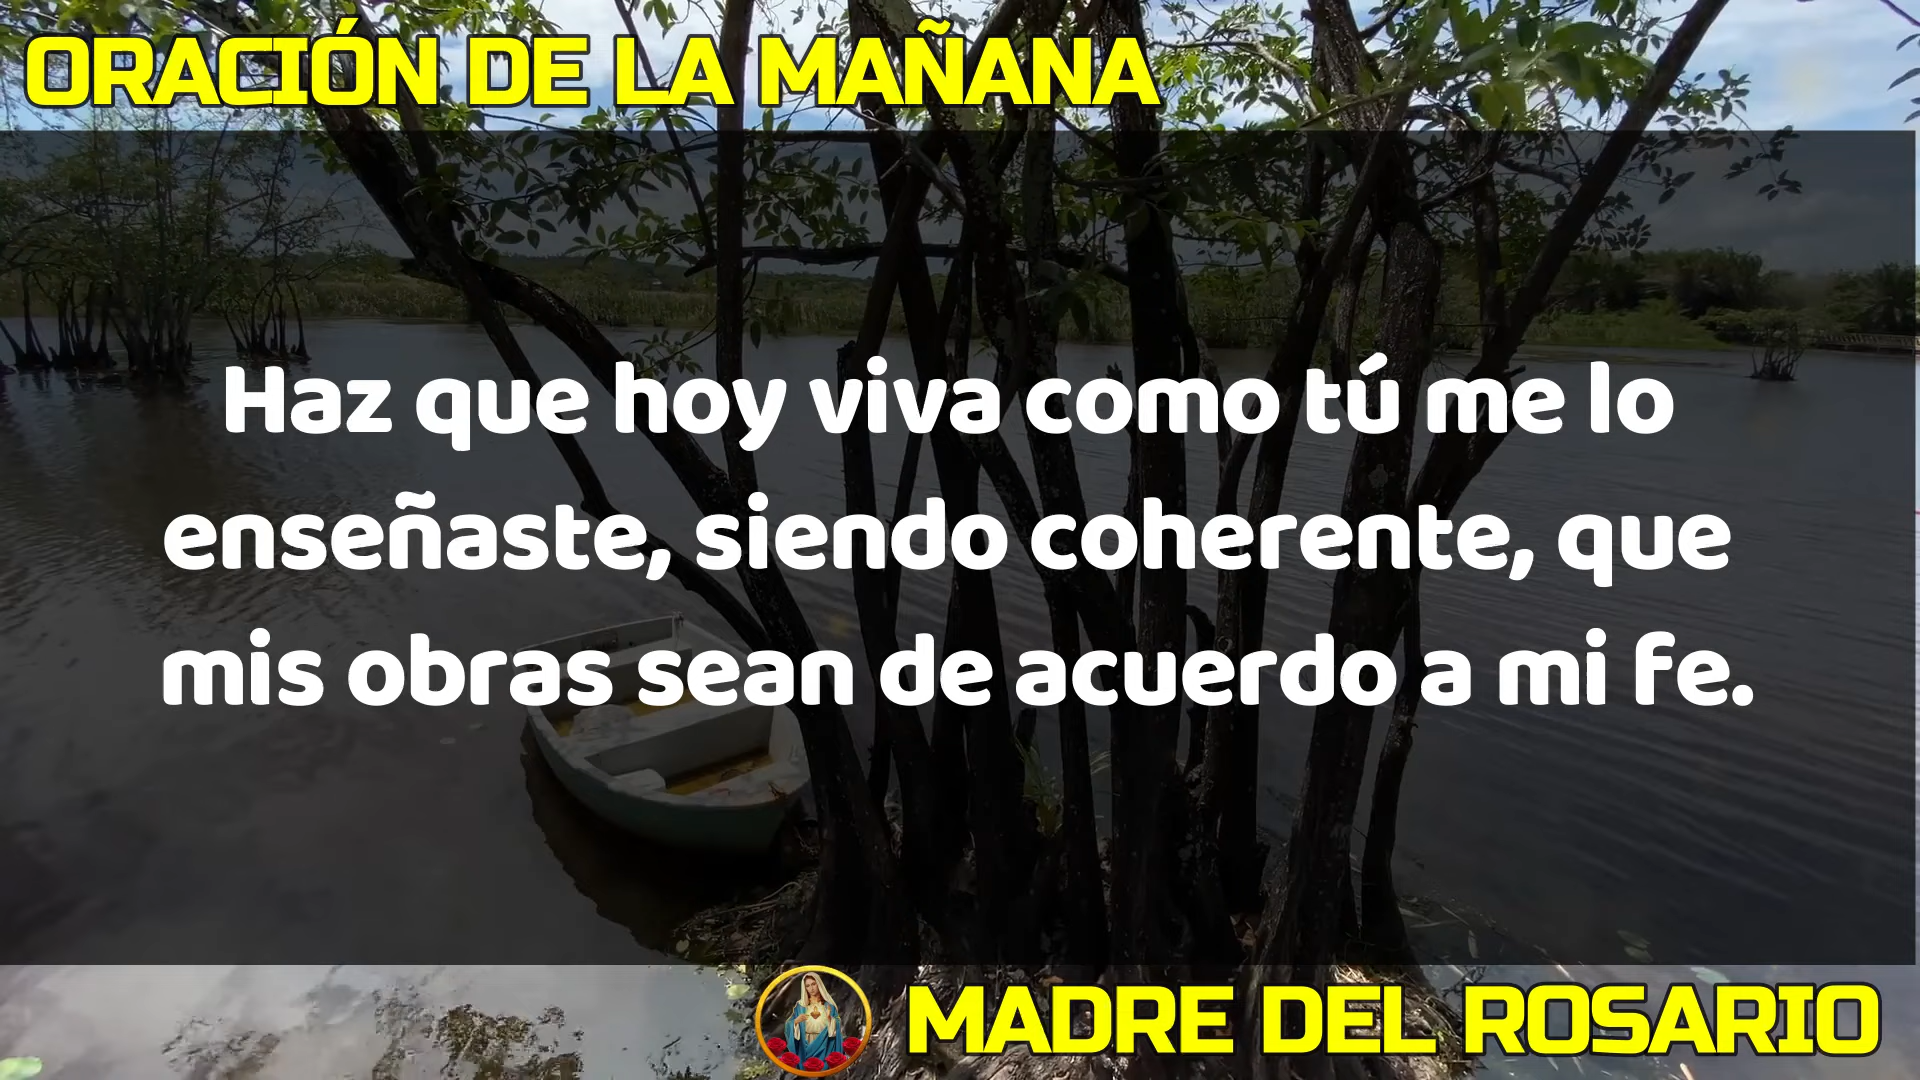 ORACIÓN DE LA MAÑANA
Haz que hoy viva como tú me lo
enseñaste, siendo coherente, que
mis obras sean de acuerdo a mi fe.
MADRE DEL ROSARIO